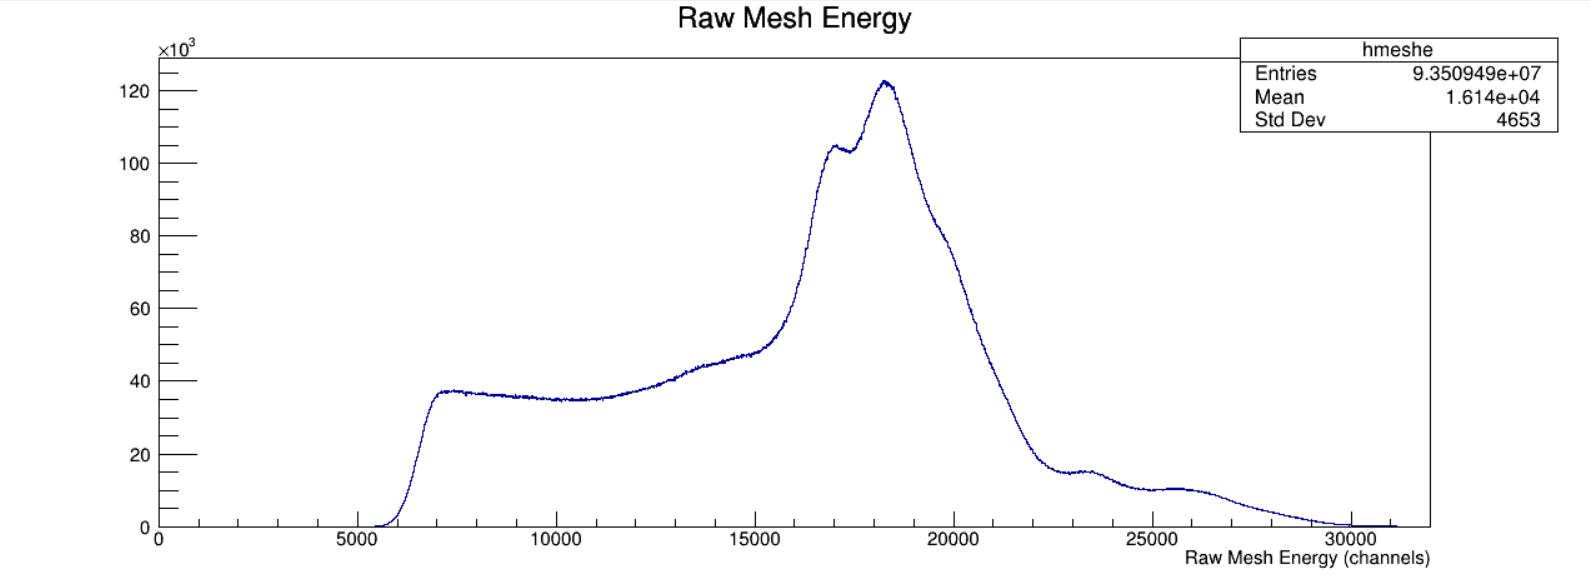 Raw Mesh Energy
×10³
hmeshe
Entries 9.350949e+07
Mean 1.614e+04
Std Dev 4653
120
100
80
60
40
20
0
0 5000 10000 15000 20000 25000 30000
Raw Mesh Energy (channels)